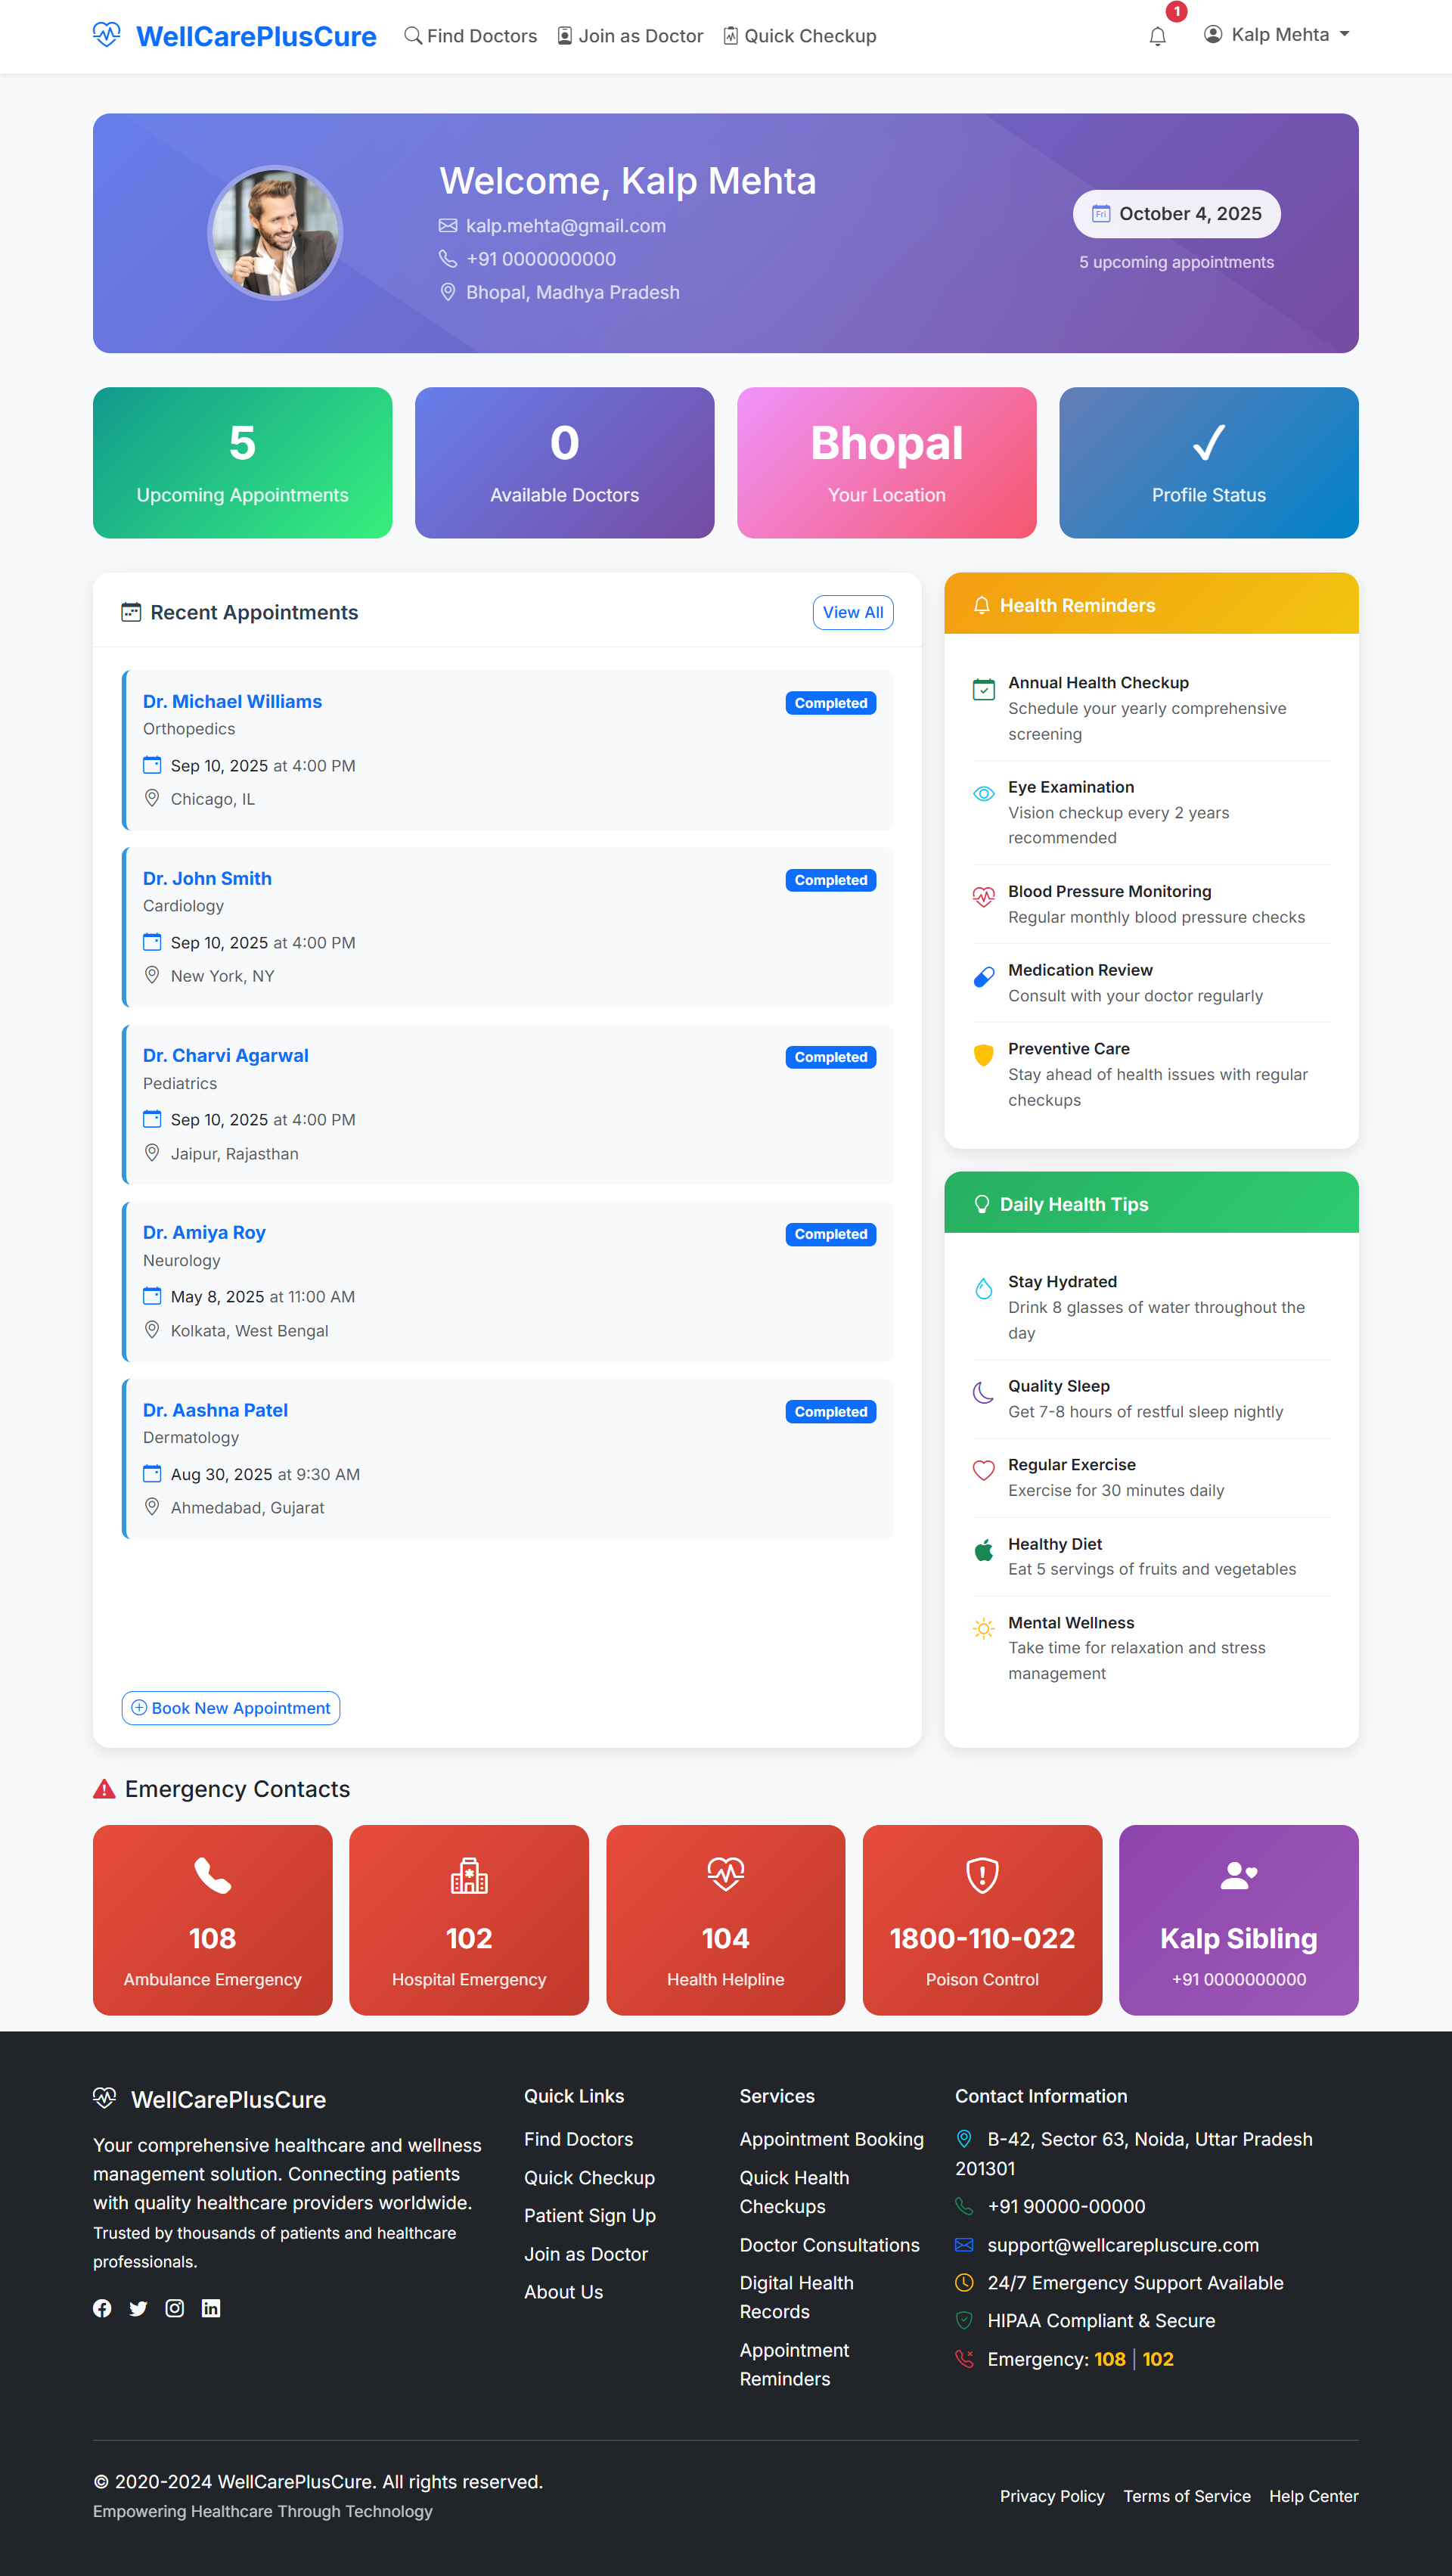 WellCarePlusCure
Find Doctors
Join as Doctor
Quick Checkup
1
Kalp Mehta
Welcome, Kalp Mehta
kalp.mehta@gmail.com
+91 0000000000
Bhopal, Madhya Pradesh
Fri
October 4, 2025
5 upcoming appointments
5
Upcoming Appointments
0
Available Doctors
Bhopal
Your Location
✓
Profile Status
Recent Appointments
View All
Dr. Michael Williams
Completed
Orthopedics
Sep 10, 2025 at 4:00 PM
Chicago, IL
Dr. John Smith
Completed
Cardiology
Sep 10, 2025 at 4:00 PM
New York, NY
Dr. Charvi Agarwal
Completed
Pediatrics
Sep 10, 2025 at 4:00 PM
Jaipur, Rajasthan
Dr. Amiya Roy
Completed
Neurology
May 8, 2025 at 11:00 AM
Kolkata, West Bengal
Dr. Aashna Patel
Completed
Dermatology
Aug 30, 2025 at 9:30 AM
Ahmedabad, Gujarat
Book New Appointment
Health Reminders
Annual Health Checkup
Schedule your yearly comprehensive
screening
Eye Examination
Vision checkup every 2 years
recommended
Blood Pressure Monitoring
Regular monthly blood pressure checks
Medication Review
Consult with your doctor regularly
Preventive Care
Stay ahead of health issues with regular
checkups
Daily Health Tips
Stay Hydrated
Drink 8 glasses of water throughout the
day
Quality Sleep
Get 7-8 hours of restful sleep nightly
Regular Exercise
Exercise for 30 minutes daily
Healthy Diet
Eat 5 servings of fruits and vegetables
Mental Wellness
Take time for relaxation and stress
management
Emergency Contacts
108
Ambulance Emergency
102
Hospital Emergency
104
Health Helpline
1800-110-022
Poison Control
Kalp Sibling
+91 0000000000
WellCarePlusCure
Your comprehensive healthcare and wellness
management solution. Connecting patients
with quality healthcare providers worldwide.
Trusted by thousands of patients and healthcare
professionals.
Quick Links
Find Doctors
Quick Checkup
Patient Sign Up
Join as Doctor
About Us
Services
Appointment Booking
Quick Health
Checkups
Doctor Consultations
Digital Health
Records
Appointment
Reminders
Contact Information
B-42, Sector 63, Noida, Uttar Pradesh
201301
+91 90000-00000
support@wellcarepluscure.com
24/7 Emergency Support Available
HIPAA Compliant & Secure
Emergency: 108 | 102
© 2020-2024 WellCarePlusCure. All rights reserved.
Empowering Healthcare Through Technology
Privacy Policy
Terms of Service
Help Center